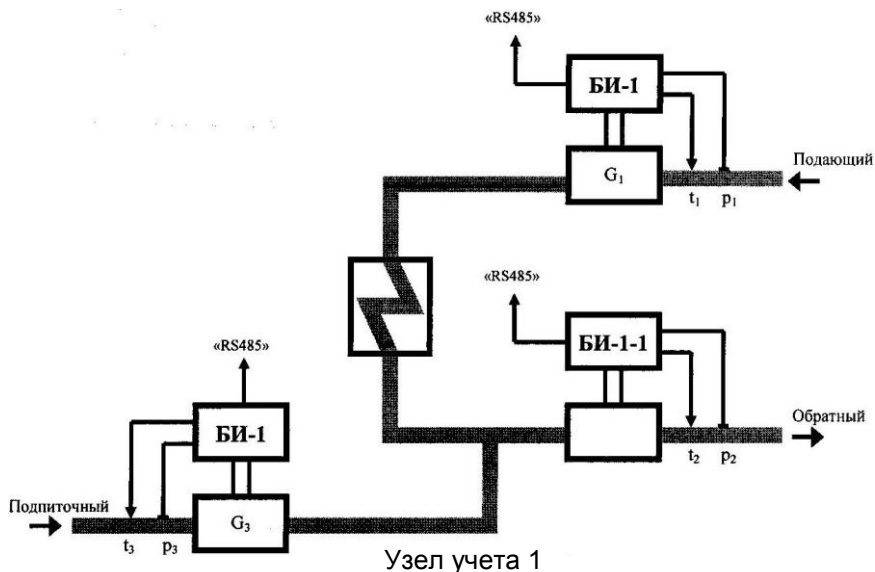 «RS485»
БИ-1
Подающий
G₁
t₁ p₁
«RS485»
БИ-1-1
Обратный
t₂ p₂
«RS485»
БИ-1
Подпиточный
G₃
t₃ p₃
Узел учета 1